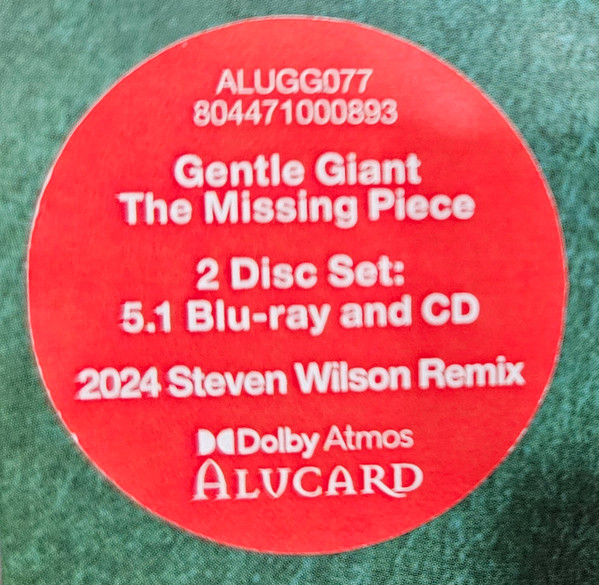 ALUGG077
804471000893
Gentle Giant
The Missing Piece
2 Disc Set:
5.1 Blu-ray and CD
2024 Steven Wilson Remix
Dolby Atmos
ALUCARD